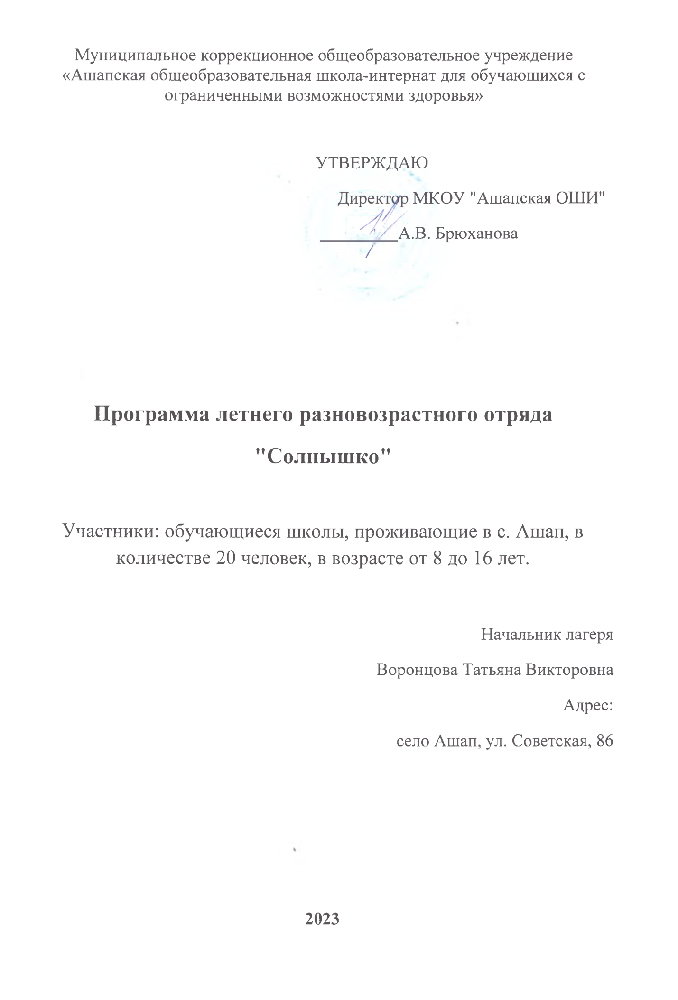 Муниципальное коррекционное общеобразовательное учреждение
«Ашапская общеобразовательная школа-интернат для обучающихся с
ограниченными возможностями здоровья»
УТВЕРЖДАЮ
Директор МКОУ "Ашапская ОШИ"
__________А.В. Брюханова
Программа летнего разновозрастного отряда
"Солнышко"
Участники: обучающиеся школы, проживающие в с. Ашап, в
количестве 20 человек, в возрасте от 8 до 16 лет.
Начальник лагеря
Воронцова Татьяна Викторовна
Адрес:
село Ашап, ул. Советская, 86
2023